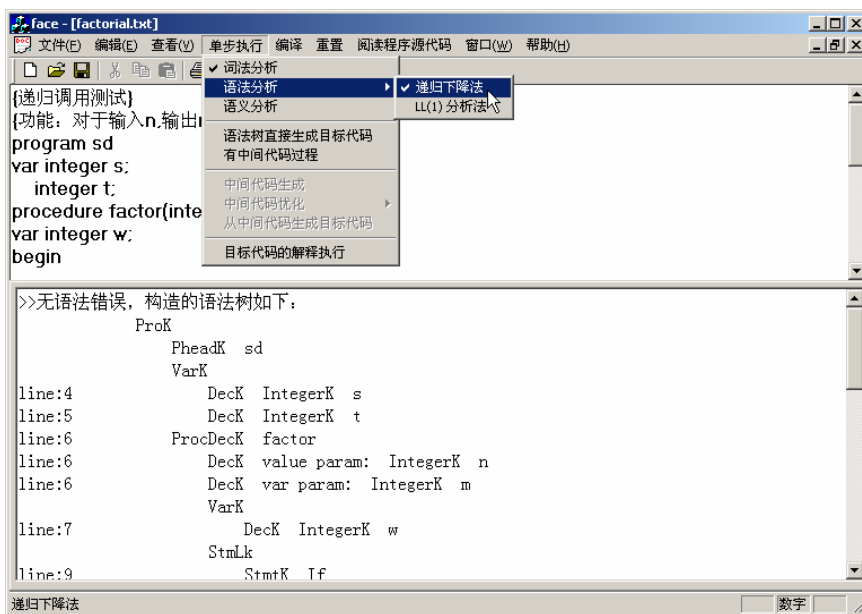 face - [factorial.txt]
文件(F) 编辑(E) 查看(V) 单步执行 编译 重置 阅读程序源代码 窗口(W) 帮助(H)
词法分析
语法分析
语义分析
语法树直接生成目标代码
有中间代码过程
中间代码生成
中间代码优化
从中间代码生成目标代码
目标代码的解释执行
递归下降法
LL(1) 分析法
{递归调用测试}
{功能: 对于输入n,输出
program sd
var integer s;
integer t;
procedure factor(inte
var integer w;
begin
>>无语法错误, 构造的语法树如下:
ProK
PheadK sd
VarK
line:4 DecK IntegerK s
line:5 DecK IntegerK t
line:6 ProcDecK factor
line:6 DecK value param: IntegerK n
line:6 DecK var param: IntegerK m
VarK
line:7 DecK IntegerK w
StmLk
line:9 StmtK If
递归下降法 数字